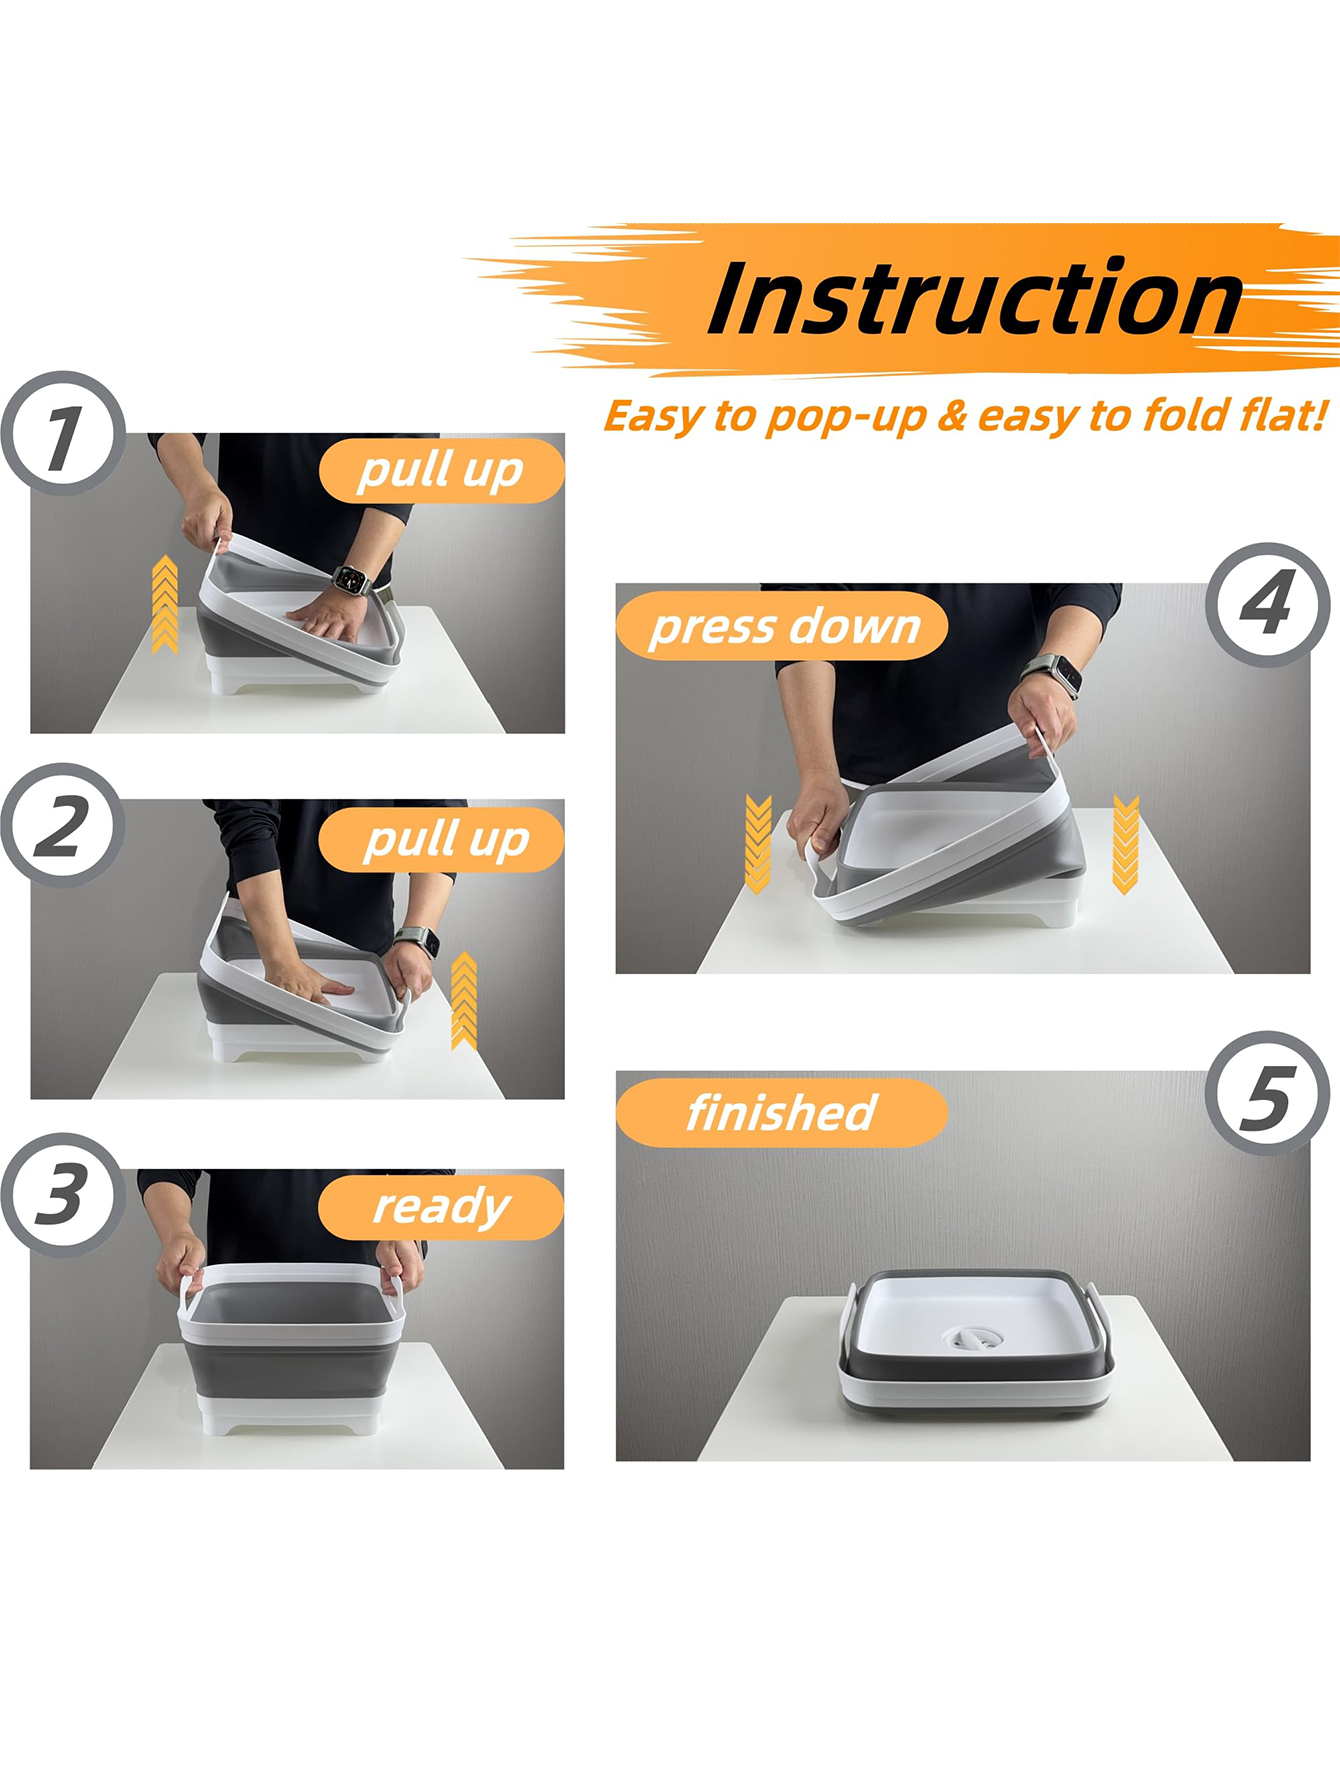 Instruction
Easy to pop-up & easy to fold flat!
1
pull up
2
pull up
3
ready
4
press down
5
finished